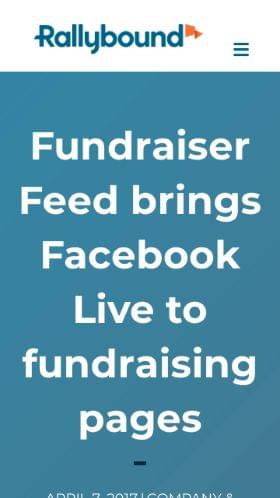 Rallybound
Fundraiser
Feed brings
Facebook
Live to
fundraising
pages
APRIL 7, 2017 | COMPANY &